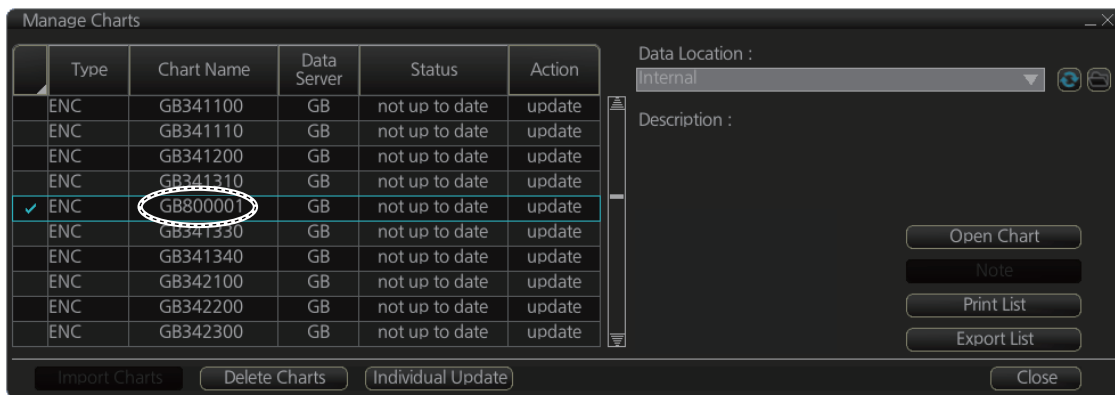 Manage Charts
Type Chart Name Data Server Status Action
ENC GB341100 GB not up to date update
ENC GB341110 GB not up to date update
ENC GB341200 GB not up to date update
ENC GB341310 GB not up to date update
ENC GB800001 GB not up to date update
ENC GB341330 GB not up to date update
ENC GB341340 GB not up to date update
ENC GB342100 GB not up to date update
ENC GB342200 GB not up to date update
ENC GB342300 GB not up to date update
Data Location :
Internal
Description :
Open Chart
Note
Print List
Export List
Import Charts Delete Charts Individual Update Close